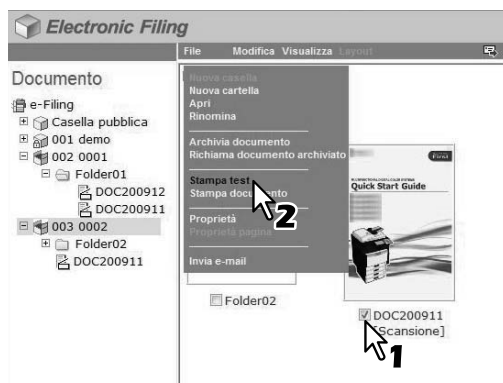 Electronic Filing
File Modifica Visualizza Layout
Documento
e-Filing
Casella pubblica
001 demo
002 0001
Folder01
DOC200912
DOC200911
003 0002
Folder02
DOC200911
Nuova casella
Nuova cartella
Apri
Rinomina
Archivia documento
Richiama documento archiviato
Stampa test
Stampa documento
2
Proprietà
Proprietà pagina
Invia e-mail
Quick Start Guide
Folder02
DOC200911
[Scansione]
1